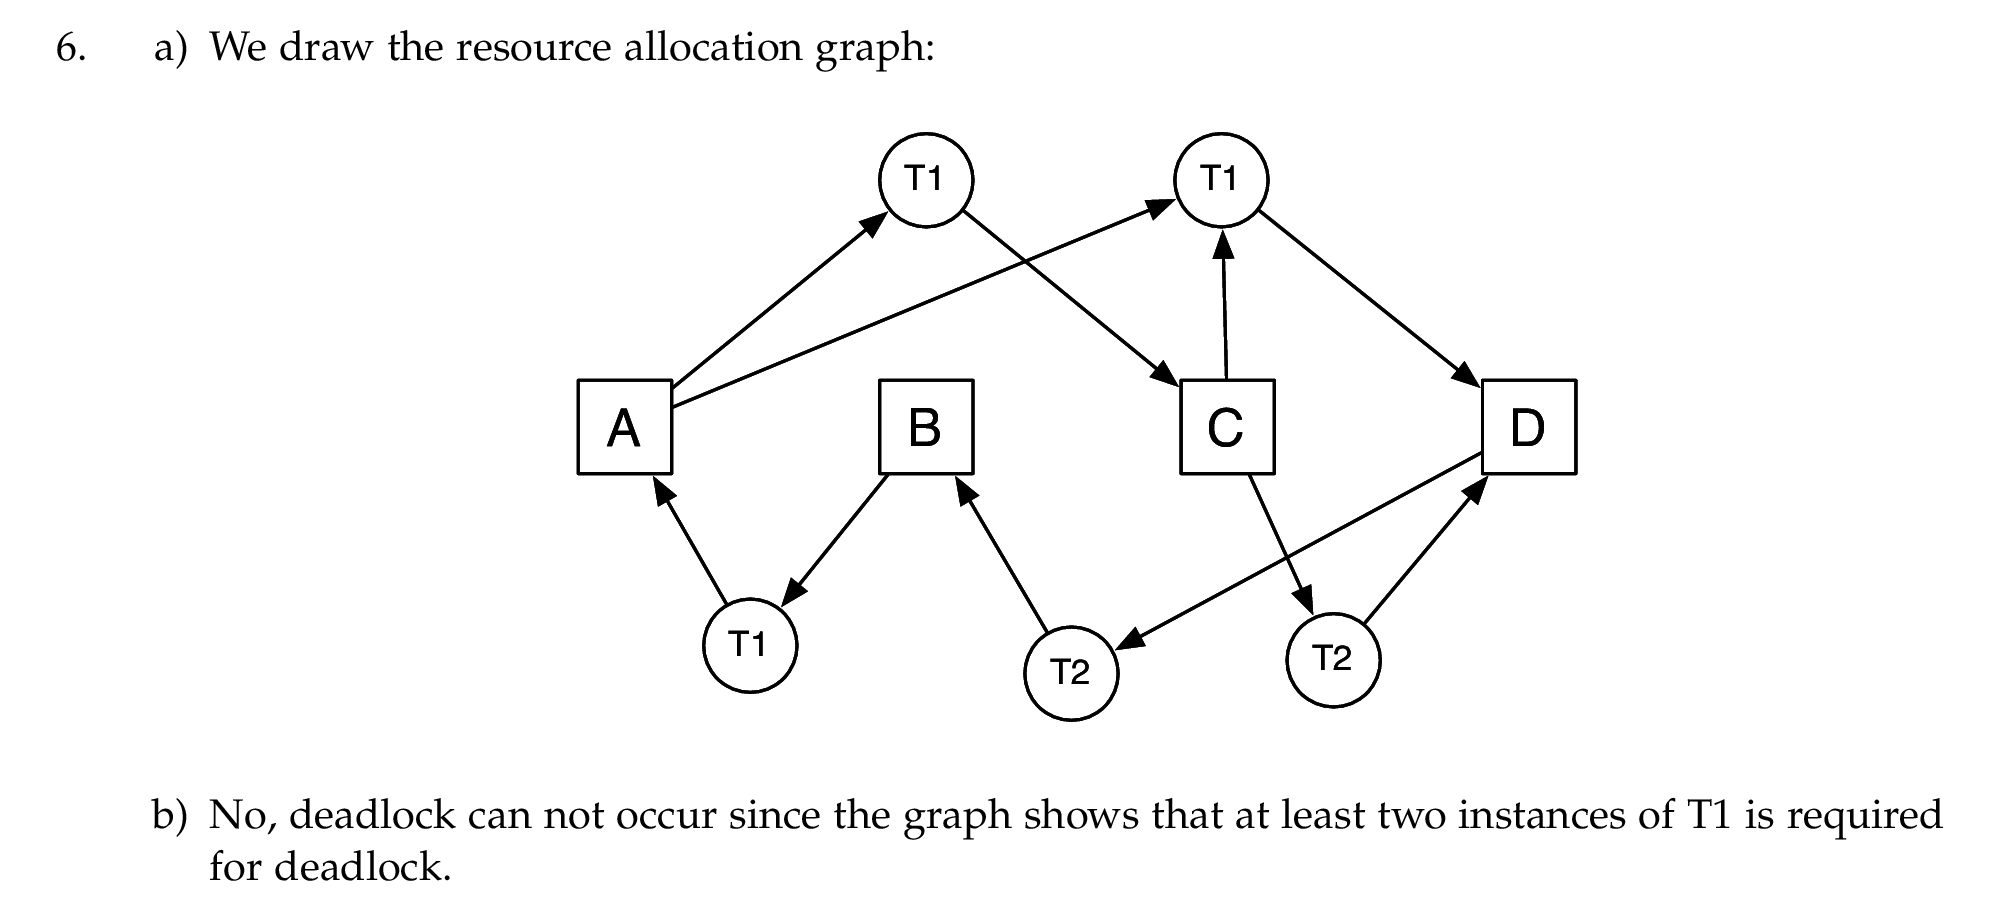 6. a) We draw the resource allocation graph:
T1 T1
A B C D
T1 T2 T2
b) No, deadlock can not occur since the graph shows that at least two instances of T1 is required
for deadlock.